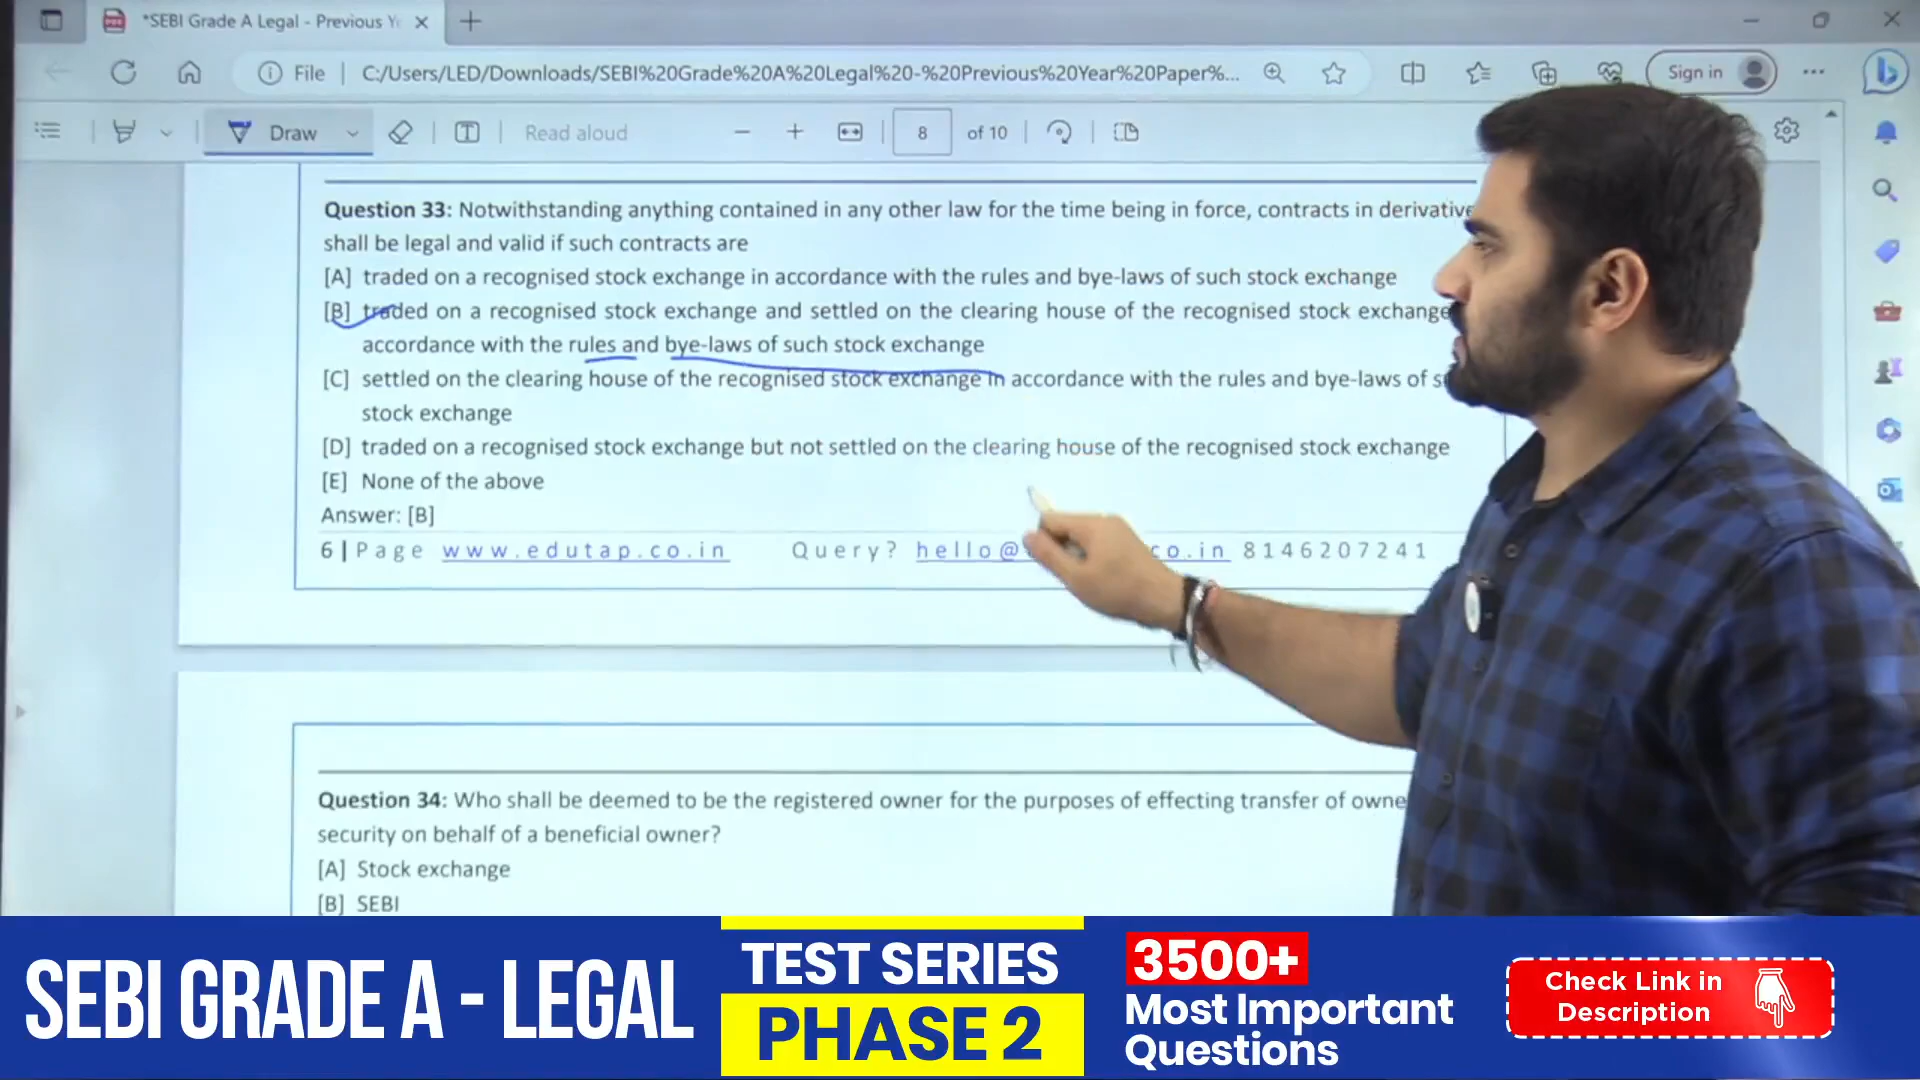 *SEBI Grade A Legal - Previous Ye
File
C:/Users/LED/Downloads/SEBI%20Grade%20A%20Legal%20-%20Previous%20Year%20Paper%...
Sign in
Draw
Read aloud
8
of 10
Question 33: Notwithstanding anything contained in any other law for the time being in force, contracts in derivative
shall be legal and valid if such contracts are
[A] traded on a recognised stock exchange in accordance with the rules and bye-laws of such stock exchange
[B] traded on a recognised stock exchange and settled on the clearing house of the recognised stock exchange
accordance with the rules and bye-laws of such stock exchange
[C] settled on the clearing house of the recognised stock exchange in accordance with the rules and bye-laws of
stock exchange
[D] traded on a recognised stock exchange but not settled on the clearing house of the recognised stock exchange
[E] None of the above
Answer: [B]
6 | Page www.edutap.co.in Query? hello@ co.in 8146207241
Question 34: Who shall be deemed to be the registered owner for the purposes of effecting transfer of
security on behalf of a beneficial owner?
[A] Stock exchange
[B] SEBI
SEBI GRADE A - LEGAL
TEST SERIES
PHASE 2
3500+
Most Important
Questions
Check Link in
Description